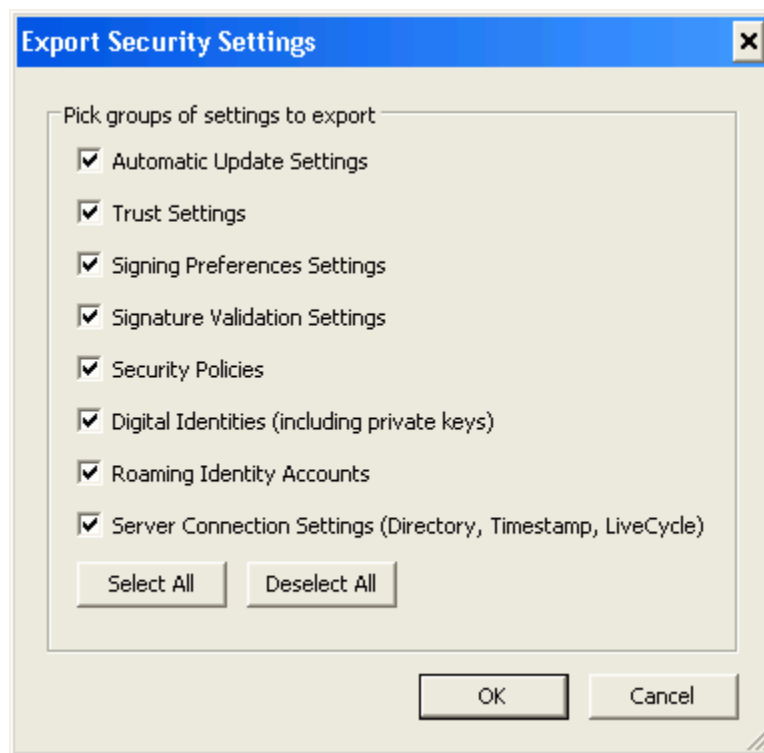 Export Security Settings
Pick groups of settings to export
Automatic Update Settings
Trust Settings
Signing Preferences Settings
Signature Validation Settings
Security Policies
Digital Identities (including private keys)
Roaming Identity Accounts
Server Connection Settings (Directory, Timestamp, LiveCycle)
Select All Deselect All
OK Cancel